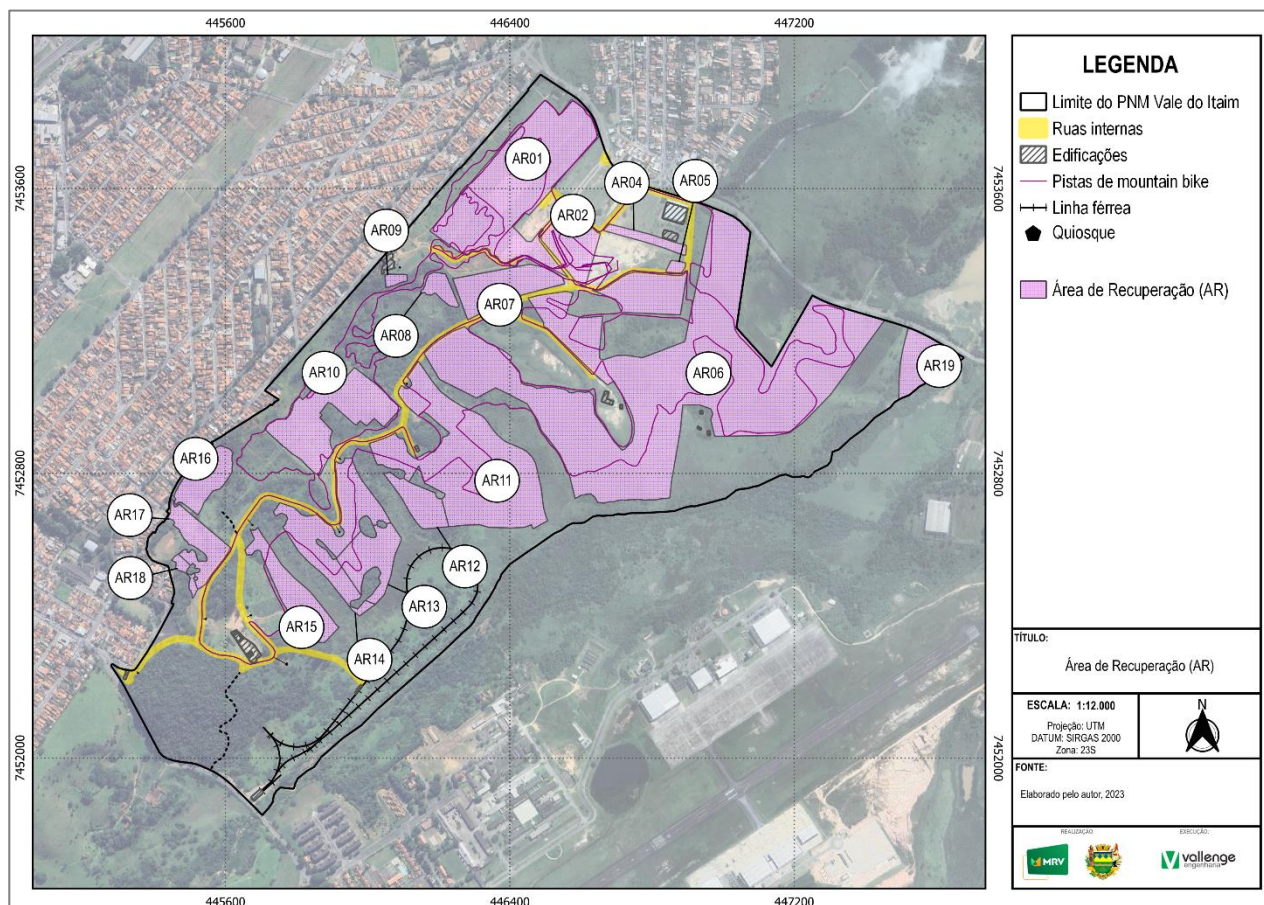 445600
446400
447200
7453600
7453600
7452800
7452800
7452000
7452000
445600
446400
447200
AR01
AR04
AR05
AR02
AR09
AR07
AR08
AR10
AR06
AR19
AR16
AR11
AR17
AR12
AR18
AR13
AR15
AR14
LEGENDA
Limite do PNM Vale do Itaim
Ruas internas
Edificações
Pistas de mountain bike
Linha férrea
Quiosque
Área de Recuperação (AR)
TÍTULO:
Área de Recuperação (AR)
ESCALA: 1:12.000
Projeção: UTM
DATUM: SIRGAS 2000
Zona: 23S
N
FONTE:
Elaborado pelo autor, 2023
REALIZAÇÃO:
EXECUÇÃO:
MRV
vallenge
engenharia